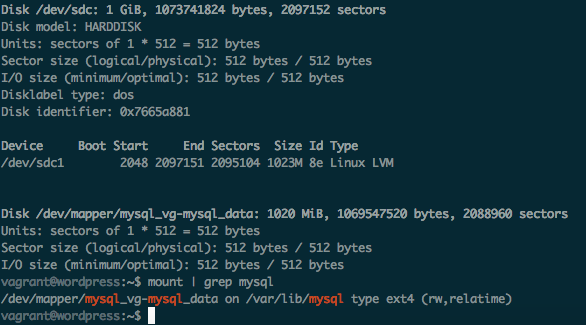 Disk /dev/sdc: 1 GiB, 1073741824 bytes, 2097152 sectors
Disk model: HARDDISK
Units: sectors of 1 * 512 = 512 bytes
Sector size (logical/physical): 512 bytes / 512 bytes
I/O size (minimum/optimal): 512 bytes / 512 bytes
Disklabel type: dos
Disk identifier: 0x7665a881
Device     Boot Start     End Sectors  Size Id Type
/dev/sdc1        2048 2097151 2095104 1023M 8e Linux LVM
Disk /dev/mapper/mysql_vg-mysql_data: 1020 MiB, 1069547520 bytes, 2088960 sectors
Units: sectors of 1 * 512 = 512 bytes
Sector size (logical/physical): 512 bytes / 512 bytes
I/O size (minimum/optimal): 512 bytes / 512 bytes
vagrant@wordpress:~$ mount | grep mysql
/dev/mapper/mysql_vg-mysql_data on /var/lib/mysql type ext4 (rw,relatime)
vagrant@wordpress:~$